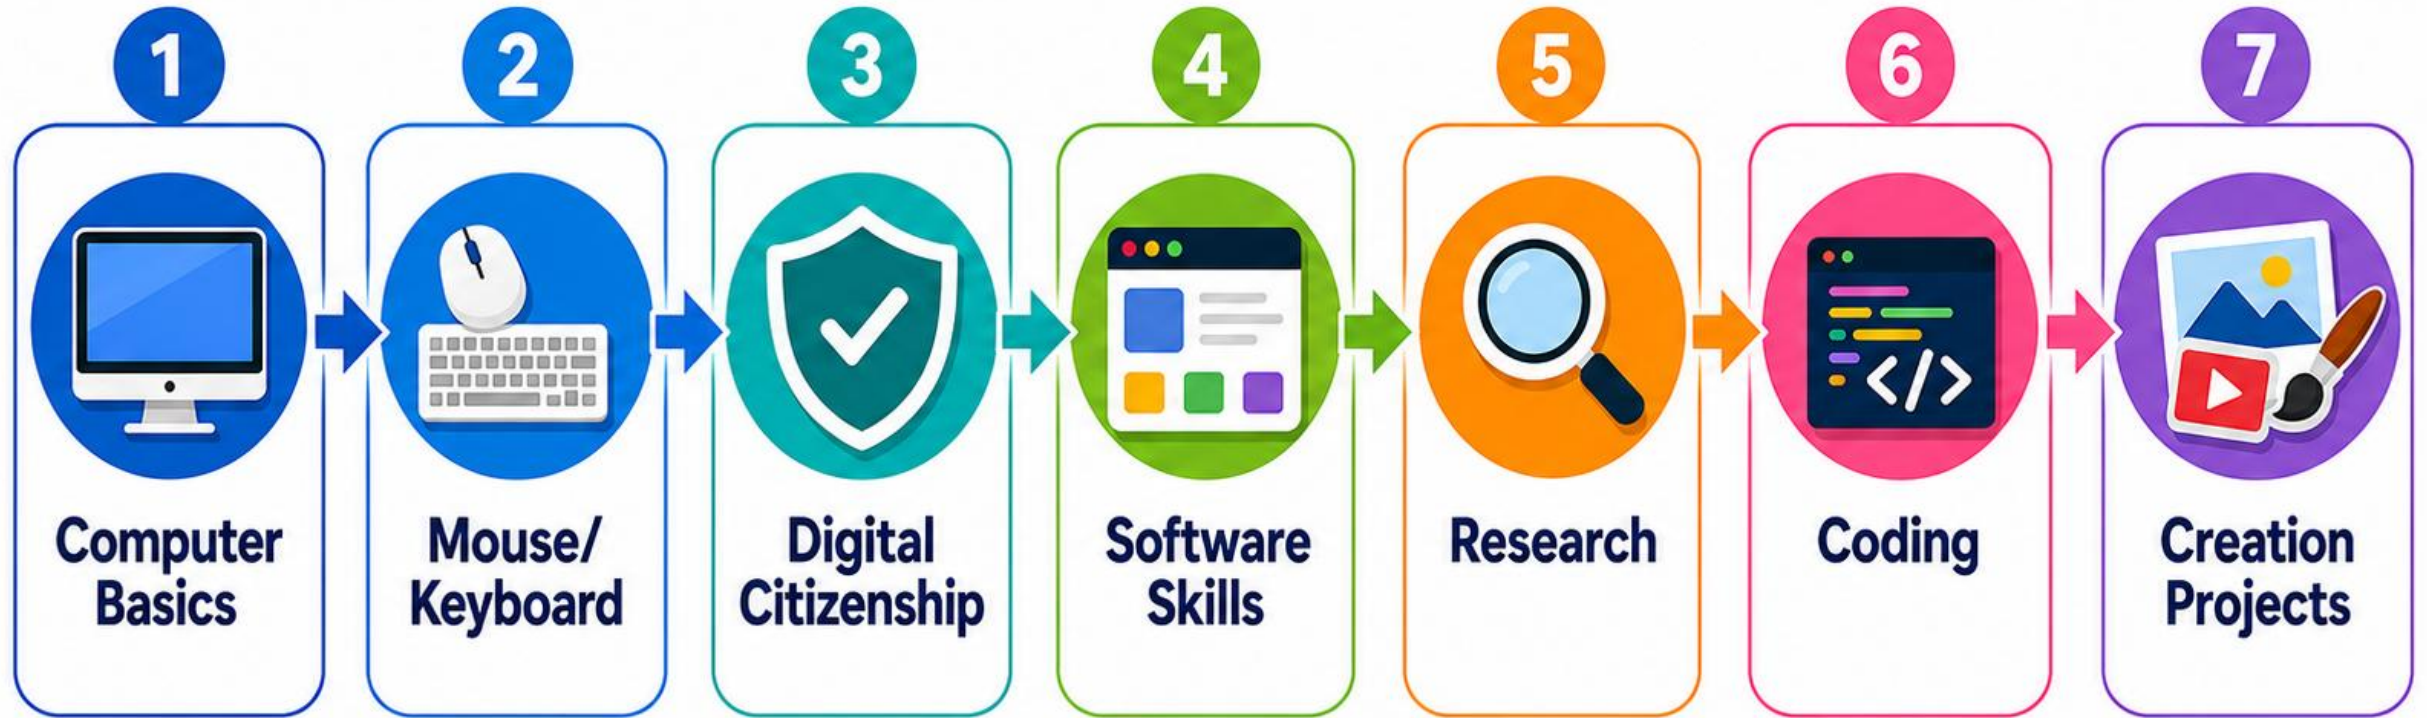 1
Computer
Basics
2
Mouse/
Keyboard
3
Digital
Citizenship
4
Software
Skills
5
Research
6
Coding
</>
7
Creation
Projects